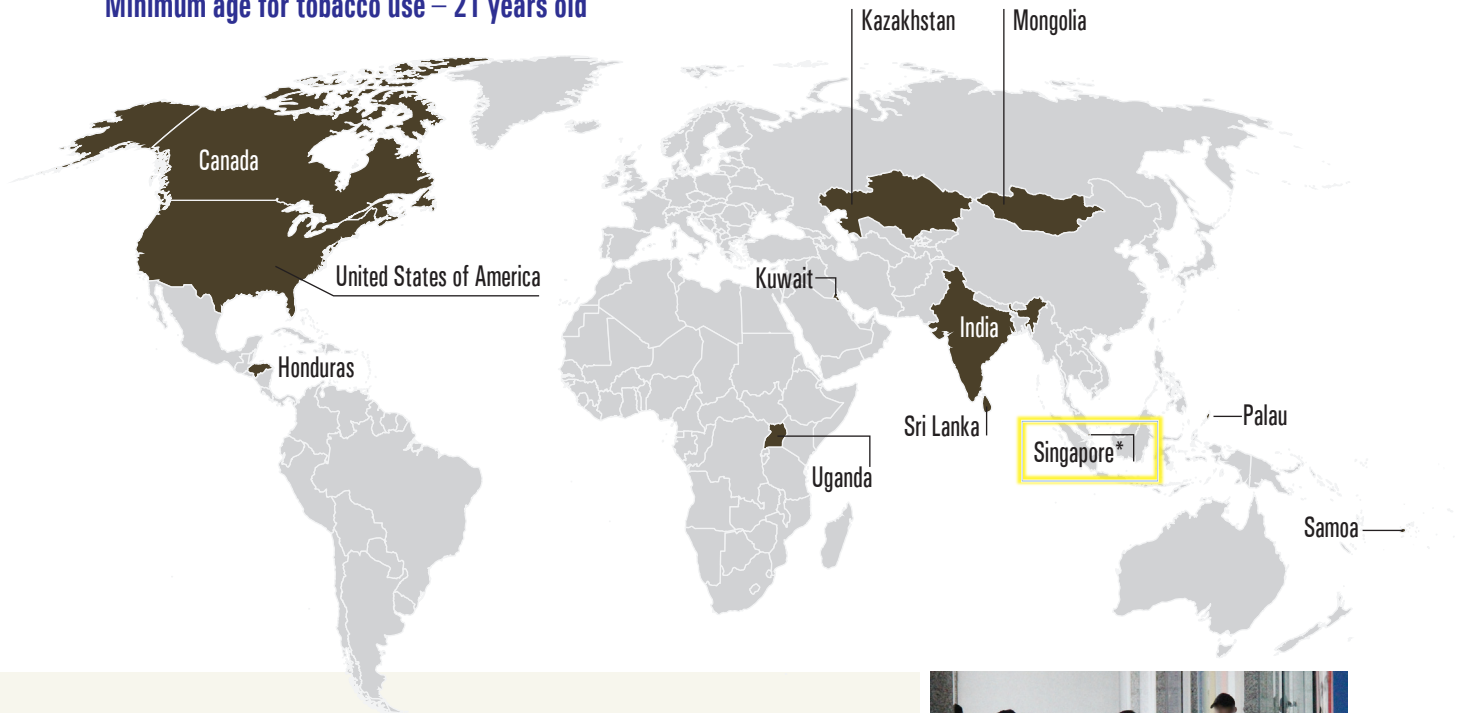 Minimum age for tobacco use – 21 years old
Kazakhstan
Mongolia
Canada
United States of America
Kuwait
India
Honduras
Sri Lanka
Palau
Singapore*
Uganda
Samoa